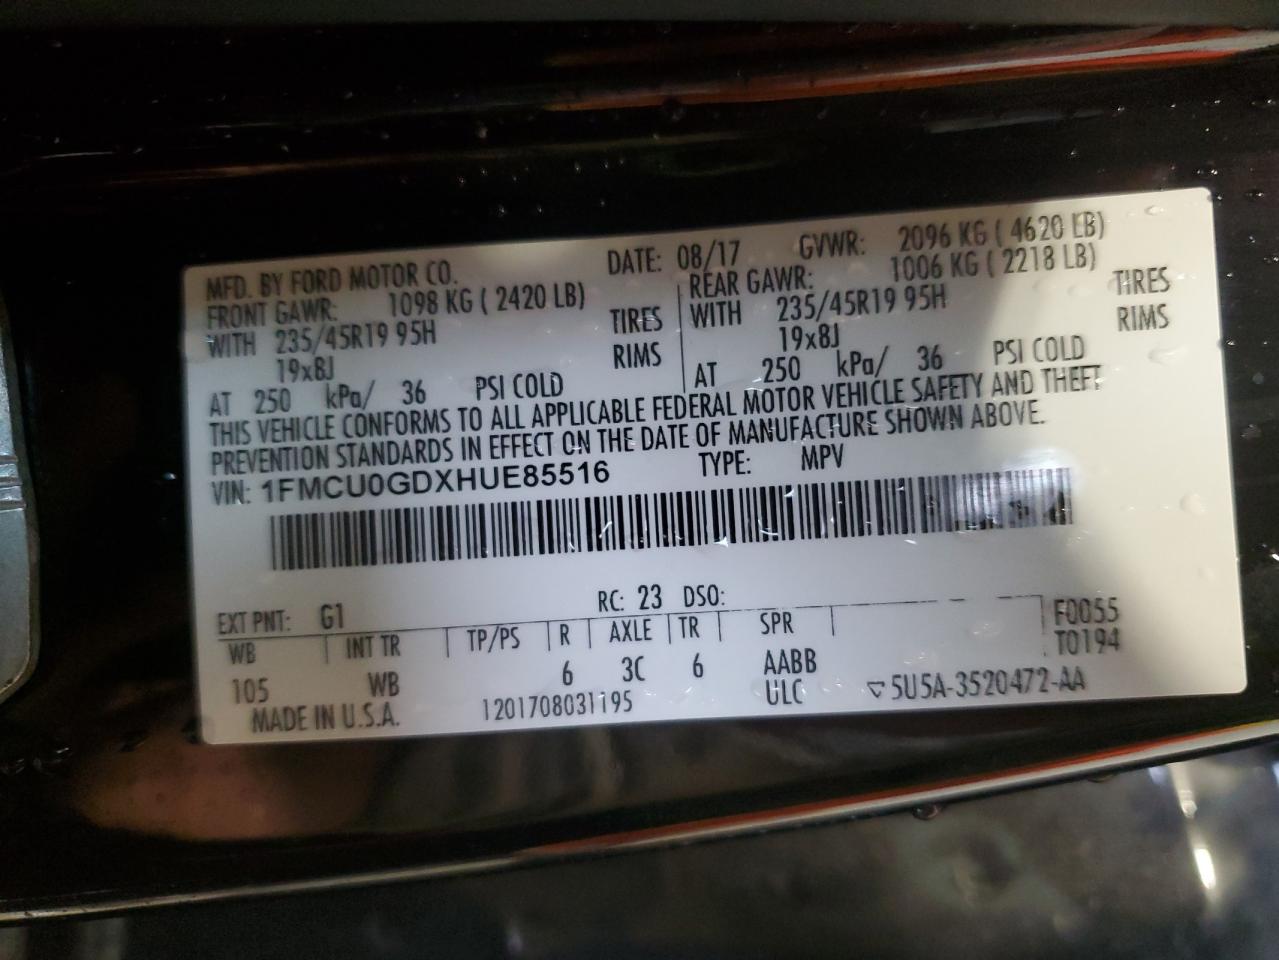 MFD. BY FORD MOTOR CO. DATE: 08/17 GVWR: 2096 KG ( 4620 LB)
FRONT GAWR: 1098 KG ( 2420 LB) REAR GAWR: 1006 KG ( 2218 LB)
WITH 235/45R19 95H TIRES WITH 235/45R19 95H TIRES
19x8J RIMS 19x8J RIMS
AT 250 kPa/ 36 PSI COLD AT 250 kPa/ 36 PSI COLD
THIS VEHICLE CONFORMS TO ALL APPLICABLE FEDERAL MOTOR VEHICLE SAFETY AND THEFT
PREVENTION STANDARDS IN EFFECT ON THE DATE OF MANUFACTURE SHOWN ABOVE.
VIN: 1FMCU0GDXHUE85516 TYPE: MPV
EXT PNT: G1 RC: 23 DSO: F0055
WB INT TR TP/PS R AXLE TR SPR T0194
105 WB 6 3C 6 AABB
MADE IN U.S.A. 1201708031195 ULC 5U5A-3520472-AA